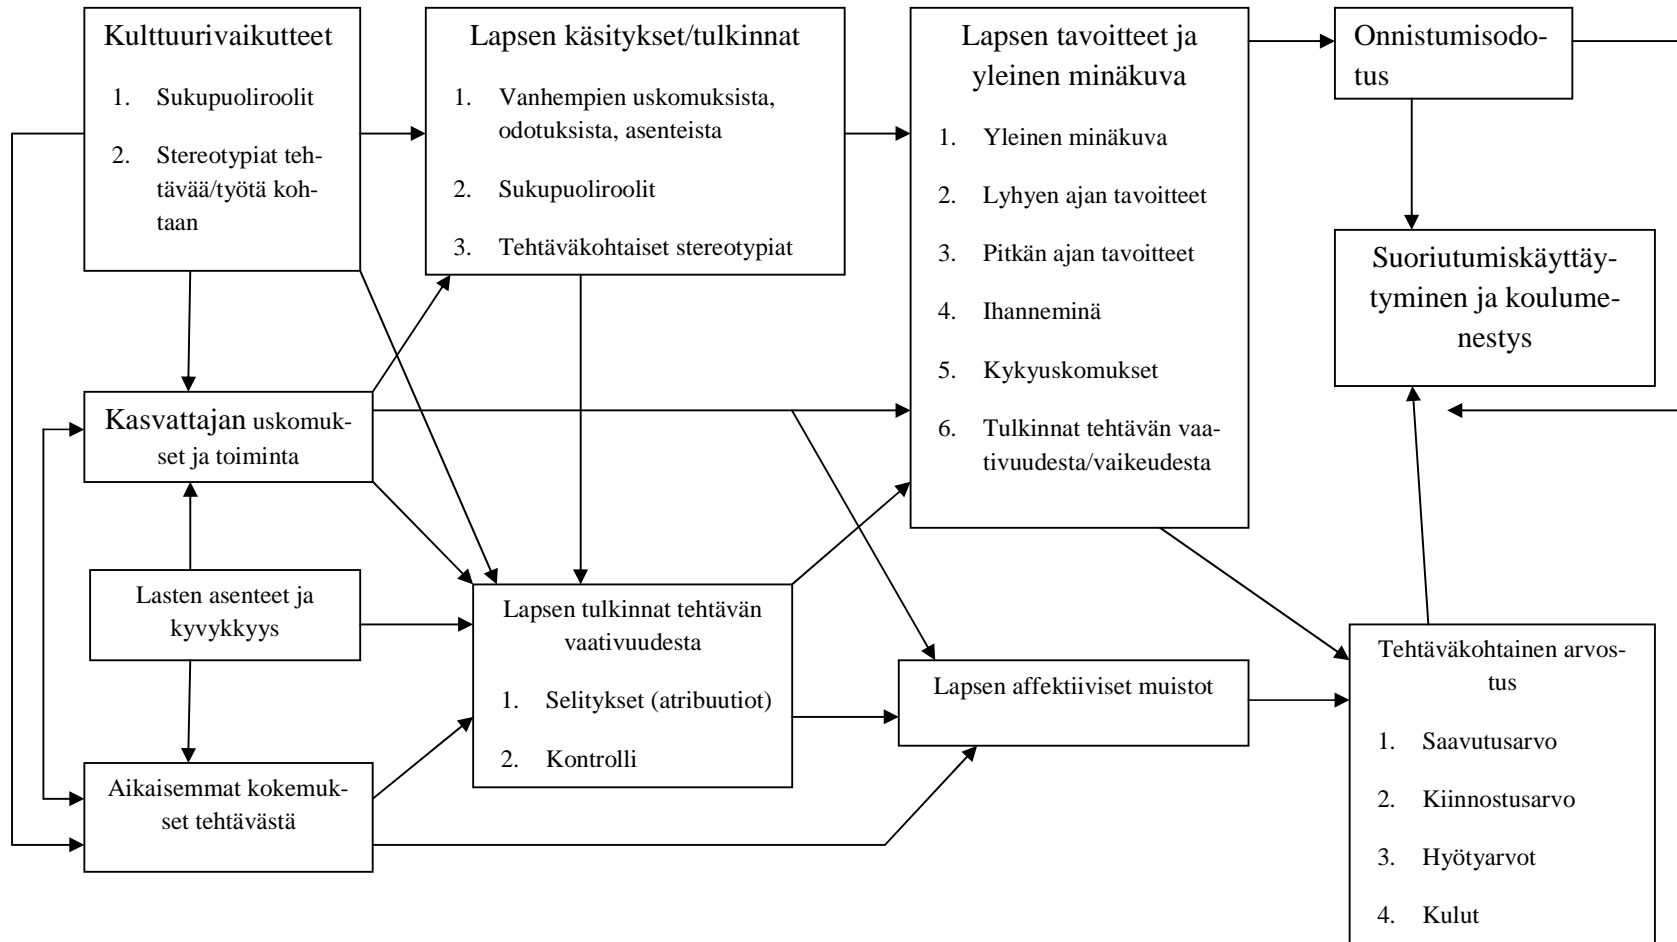 Kulttuurivaikutteet
1. Sukupuoliroolit
2. Stereotypiat teh-
tävää/työtä koh-
taan
Lapsen käsitykset/tulkinnat
1. Vanhempien uskomuksista,
odotuksista, asenteista
2. Sukupuoliroolit
3. Tehtäväkohtaiset stereotypiat
Lapsen tavoitteet ja
yleinen minäkuva
1. Yleinen minäkuva
2. Lyhyen ajan tavoitteet
3. Pitkän ajan tavoitteet
4. Ihanneminä
5. Kykyuskomukset
6. Tulkinnat tehtävän vaa-
tivuudesta/vaikeudesta
Onnistumisodo-
tus
Suoriutumiskäyttäy-
tyminen ja koulume-
nestys
Kasvattajan uskomuk-
set ja toiminta
Lasten asenteet ja
kyvykkyys
Aikaisemmat kokemuk-
set tehtävästä
Lapsen tulkinnat tehtävän
vaativuudesta
1. Selitykset (atribuutiot)
2. Kontrolli
Lapsen affektiiviset muistot
Tehtäväkohtainen arvos-
tus
1. Saavutusarvo
2. Kiinnostusarvo
3. Hyötyarvot
4. Kulut